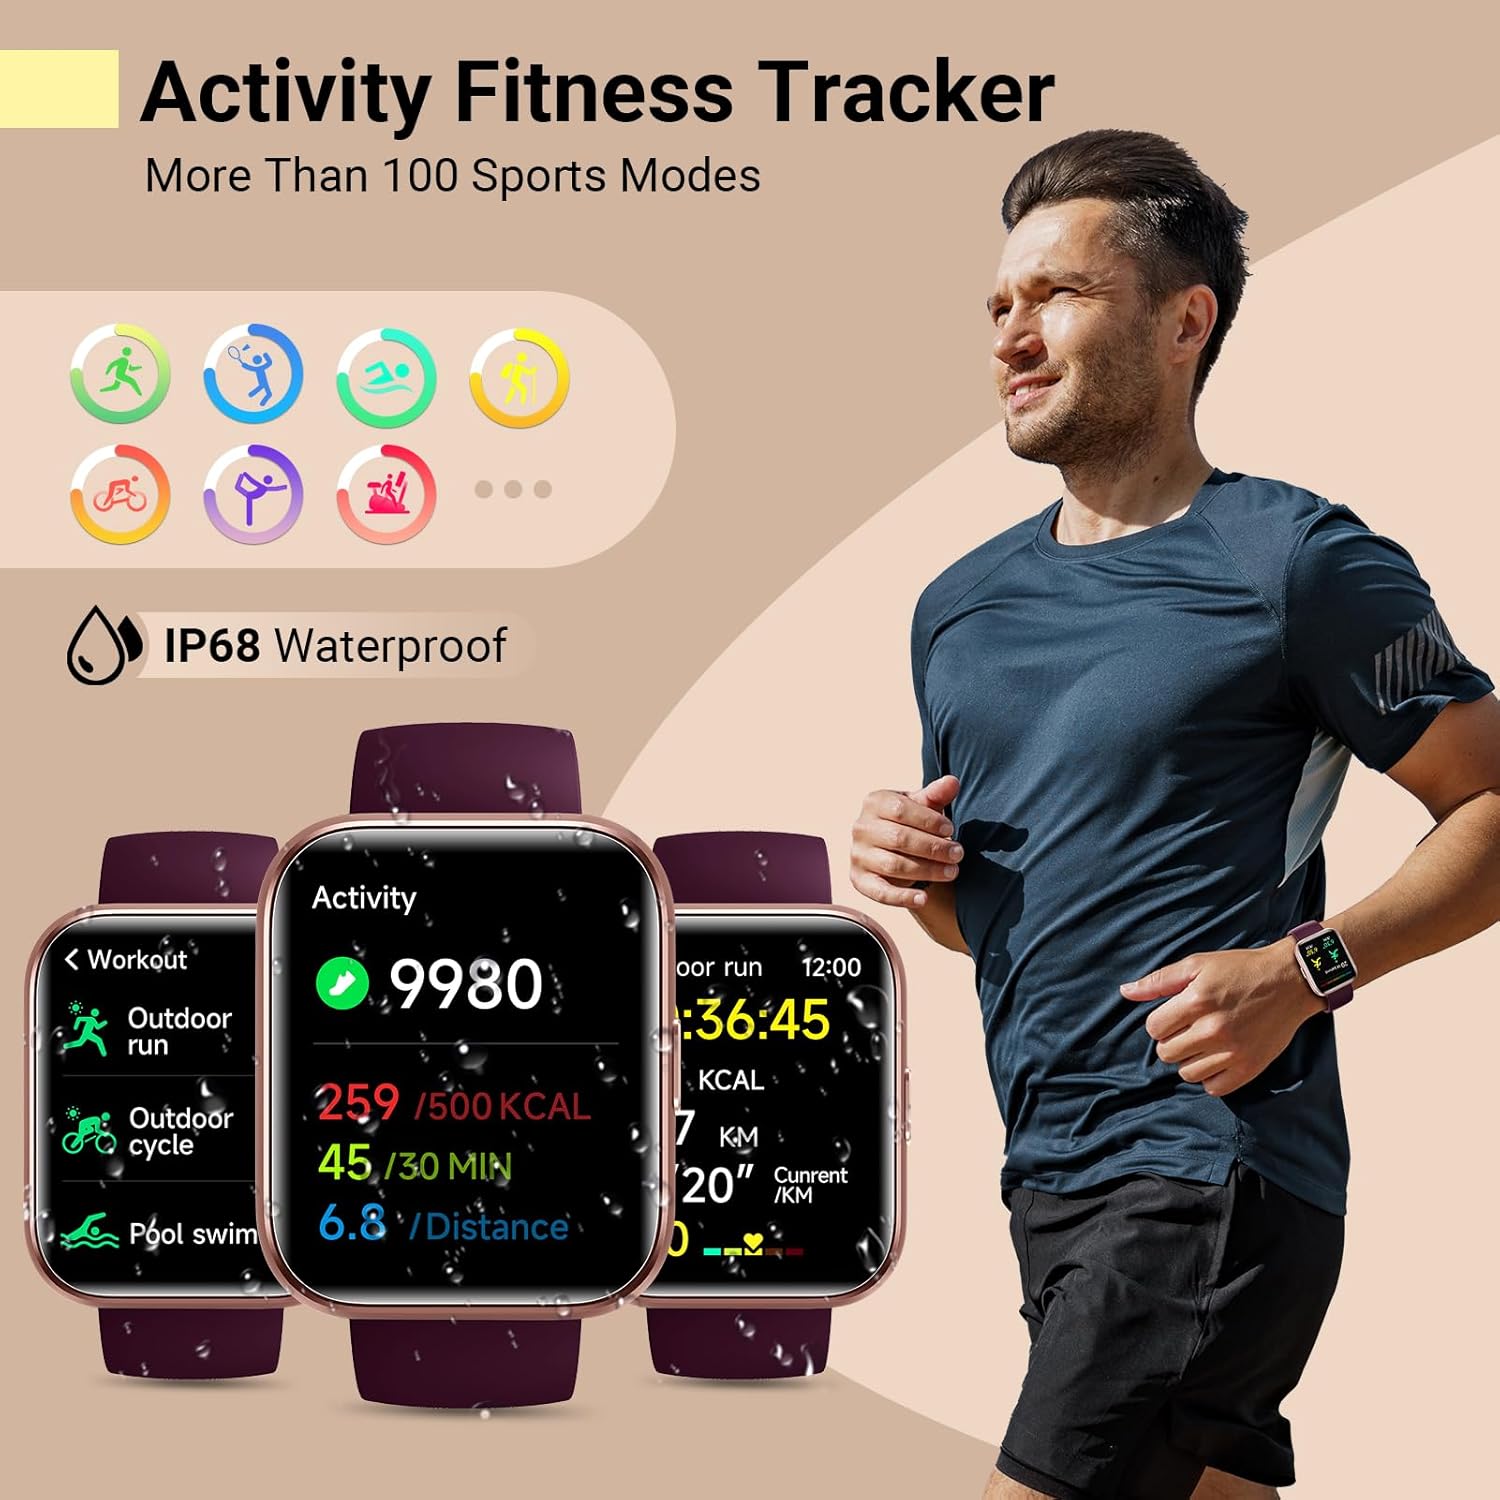 Activity Fitness Tracker
More Than 100 Sports Modes
IP68 Waterproof
Workout
Outdoor
run
Outdoor
cycle
Pool swim
Activity
9980
259 /500 KCAL
45 /30 MIN
6.8 /Distance
oor run 12:00
:36:45
KCAL
7 KM
20” Cunrent
/KM
0